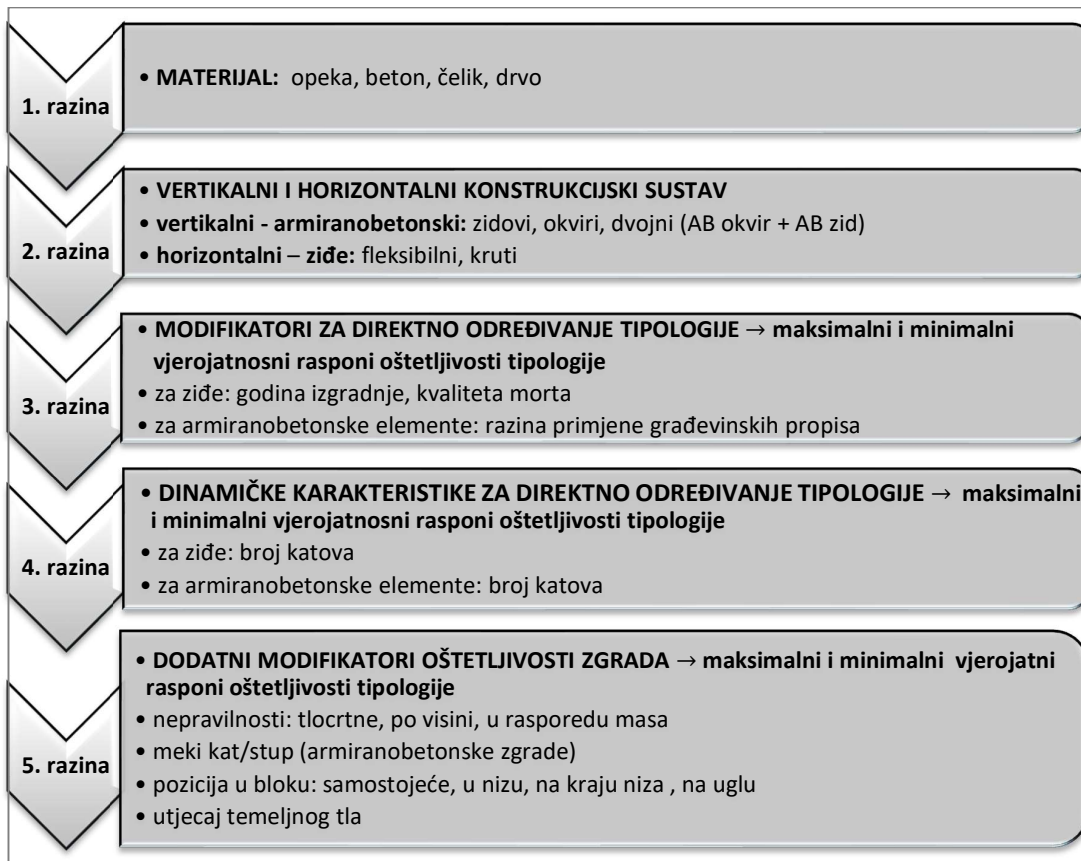 1. razina
• MATERIJAL: opeka, beton, čelik, drvo
2. razina
• VERTIKALNI I HORIZONTALNI KONSTRUKCIJSKI SUSTAV
• vertikalni - armiranobetonski: zidovi, okviri, dvojni (AB okvir + AB zid)
• horizontalni – ziđe: fleksibilni, kruti
3. razina
• MODIFIKATORI ZA DIREKTNO ODREĐIVANJE TIPOLOGIJE → maksimalni i minimalni
vjerojatnosni rasponi oštetljivosti tipologije
• za ziđe: godina izgradnje, kvaliteta morta
• za armiranobetonske elemente: razina primjene građevinskih propisa
4. razina
• DINAMIČKE KARAKTERISTIKE ZA DIREKTNO ODREĐIVANJE TIPOLOGIJE → maksimalni
i minimalni vjerojatnosni rasponi oštetljivosti tipologije
• za ziđe: broj katova
• za armiranobetonske elemente: broj katova
5. razina
• DODATNI MODIFIKATORI OŠTETLJIVOSTI ZGRADA → maksimalni i minimalni vjerojatni
rasponi oštetljivosti tipologije
• nepravilnosti: tlocrtne, po visini, u rasporedu masa
• meki kat/stup (armiranobetonske zgrade)
• pozicija u bloku: samostojeće, u nizu, na kraju niza , na uglu
• utjecaj temeljnog tla